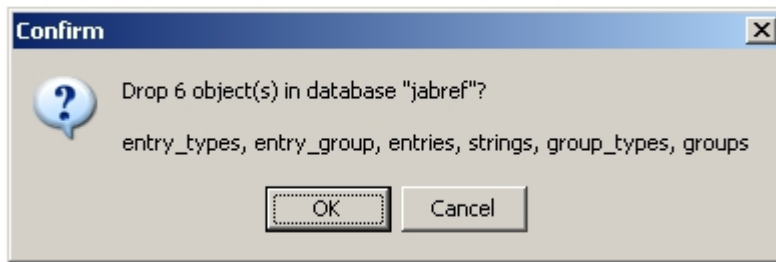 Confirm
Drop 6 object(s) in database "jabref"?
entry_types, entry_group, entries, strings, group_types, groups
OK
Cancel